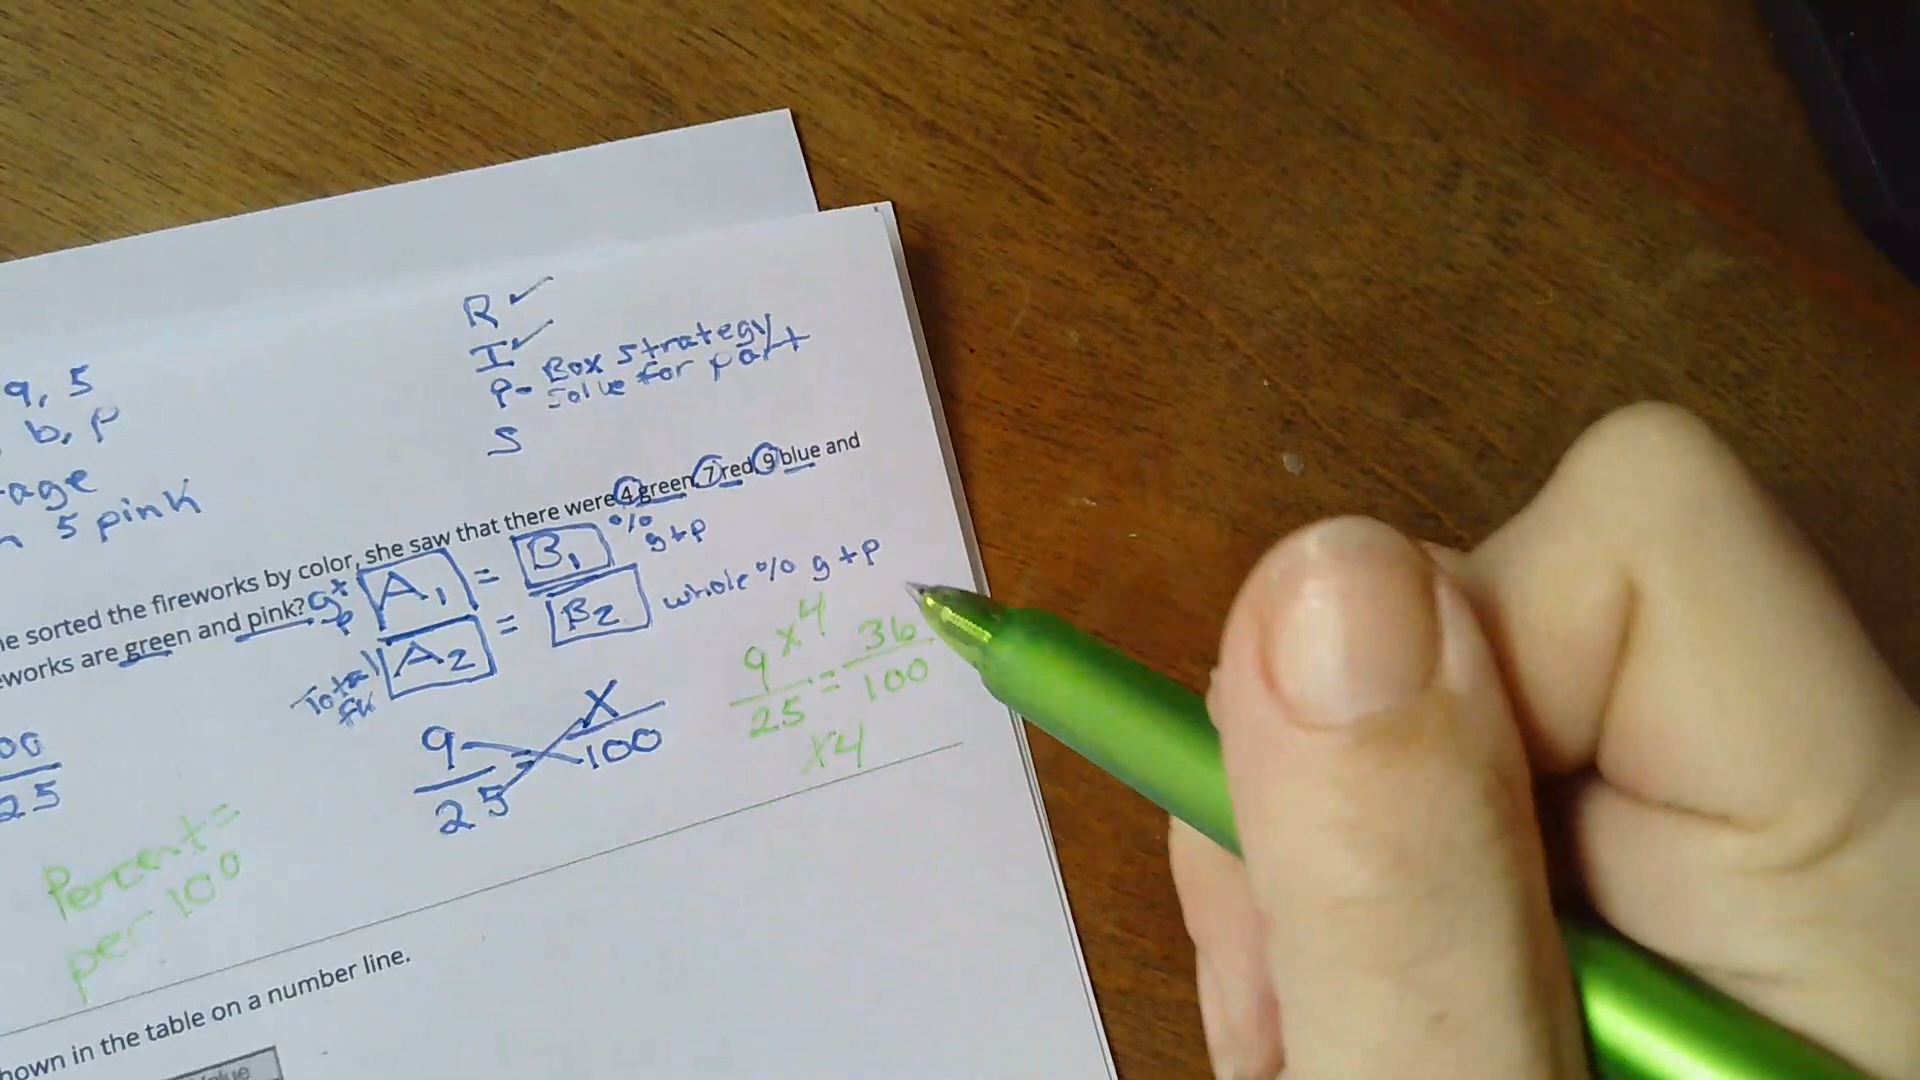 R ✓
I ✓
P- Box strategy
solve for part
S
9, 5
b, p
age
5 pink
he sorted the fireworks by color, she saw that there were 4 green, 7 red, 9 blue and
works are green and pink?
G+P
A1 = B1
% g+p
Total FW
A2 = B2
whole % g+p
9/25 = X/100
9/25 = 36/100
x4
x4
00/25
Percent =
per 100
hown in the table on a number line.